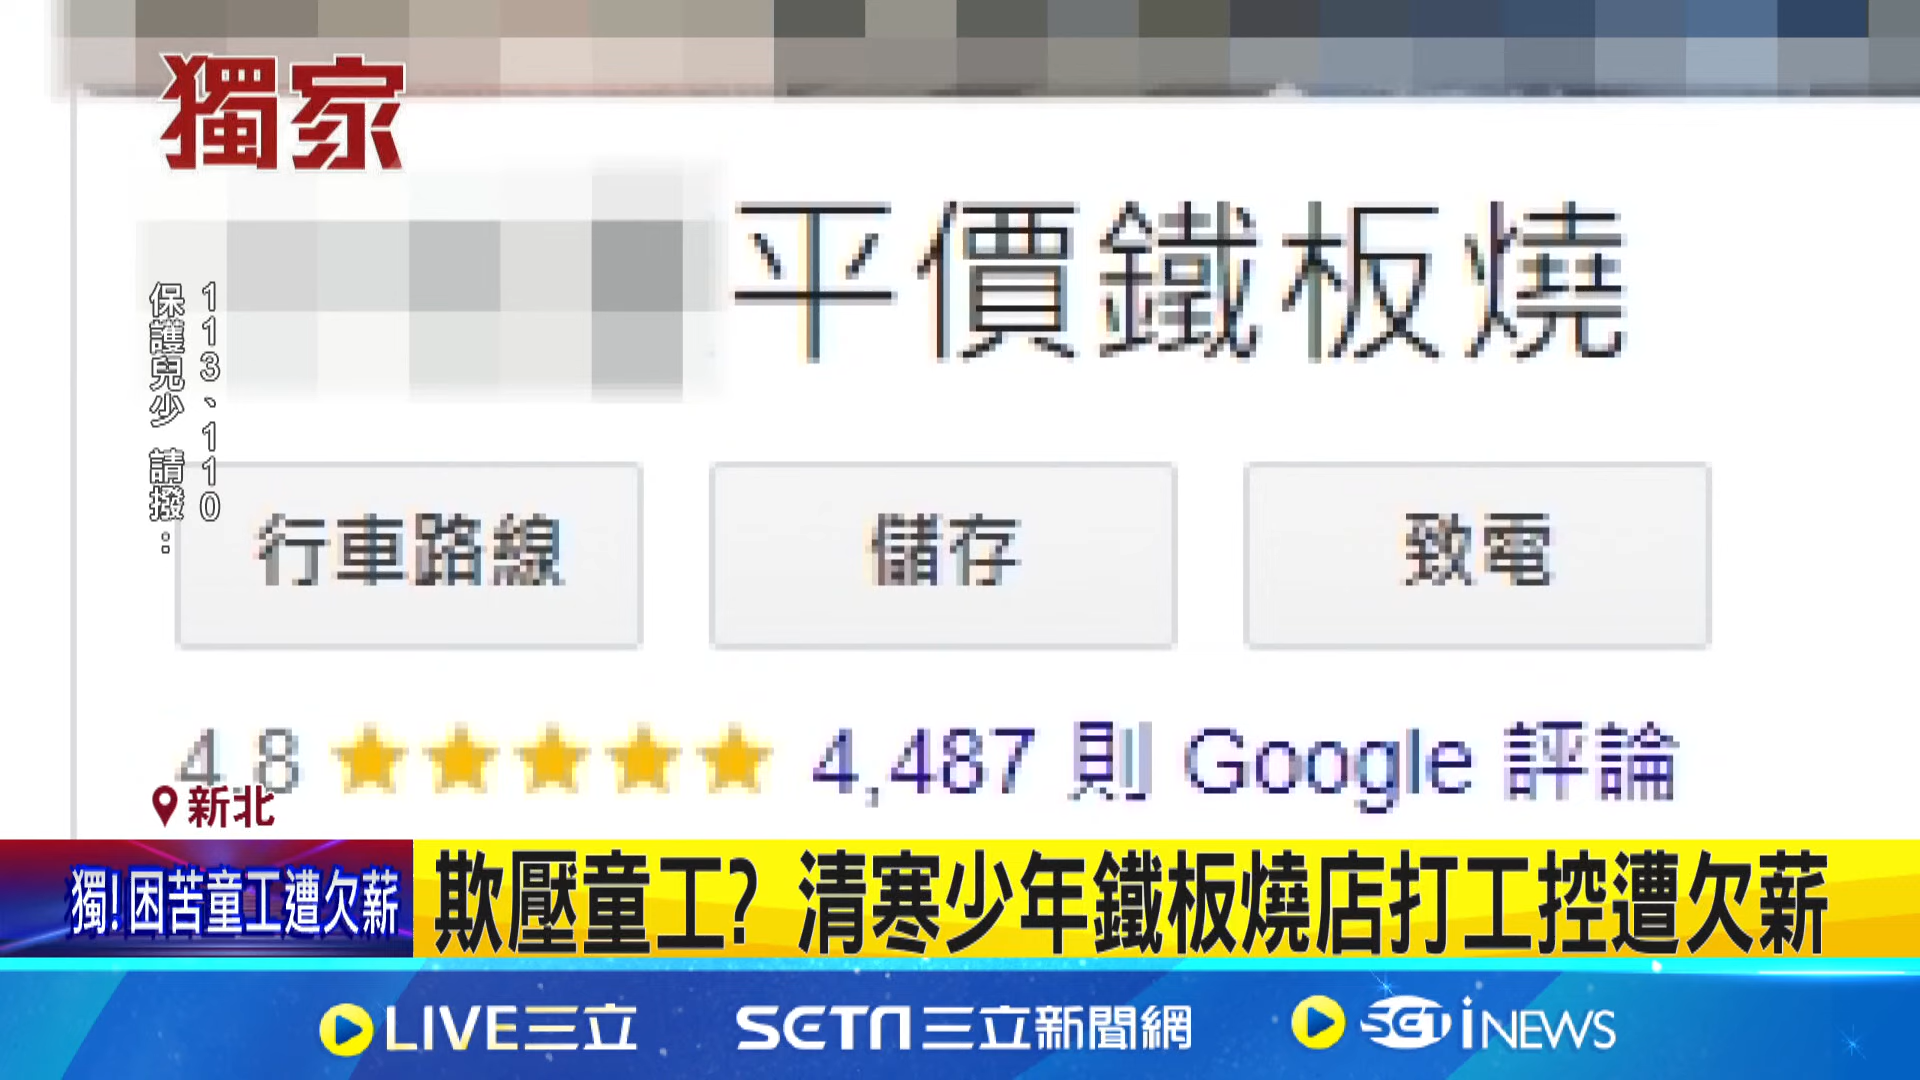 獨家
平價鐵板燒
保護兒少 請撥：
113、110
行車路線
儲存
致電
4.8 4,487 則 Google 評論
新北
獨!困苦童工遭欠薪
欺壓童工? 清寒少年鐵板燒店打工控遭欠薪
LIVE三立
SETN三立新聞網
SET iNEWS